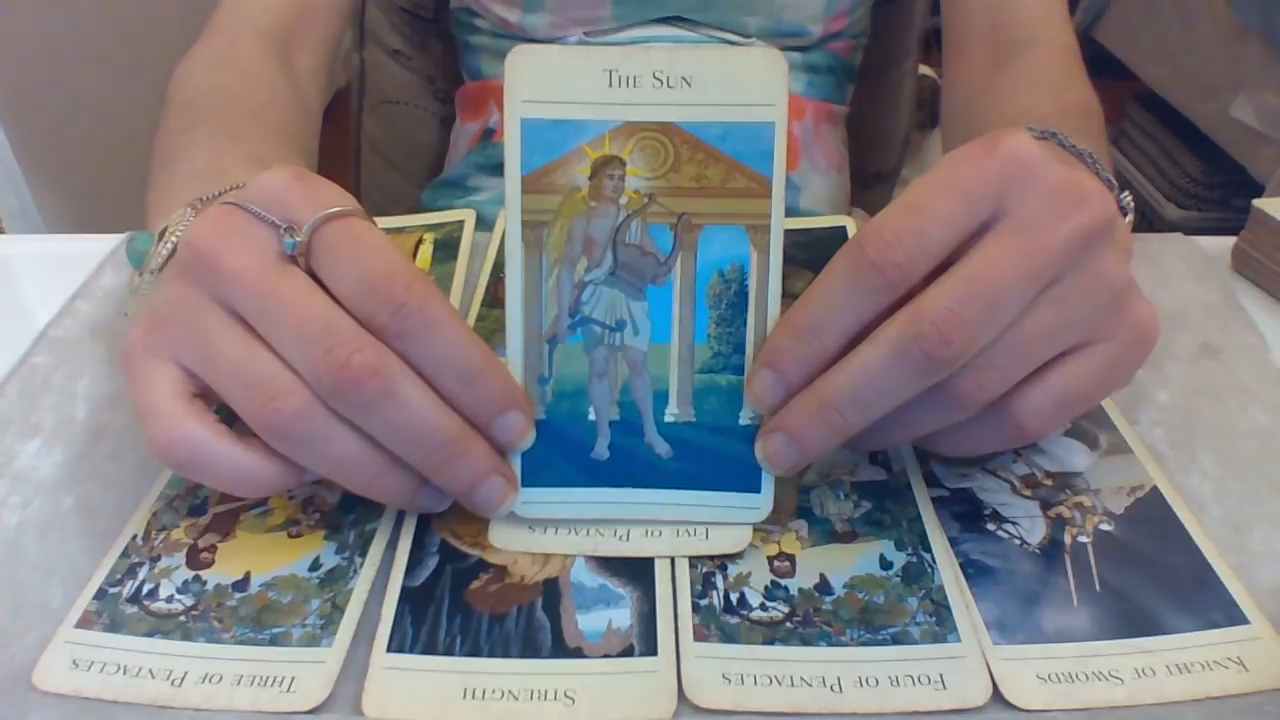 THE SUN
FIVE OF PENTACLES
THREE OF PENTACLES
STRENGTH
FOUR OF PENTACLES
KNIGHT OF SWORDS